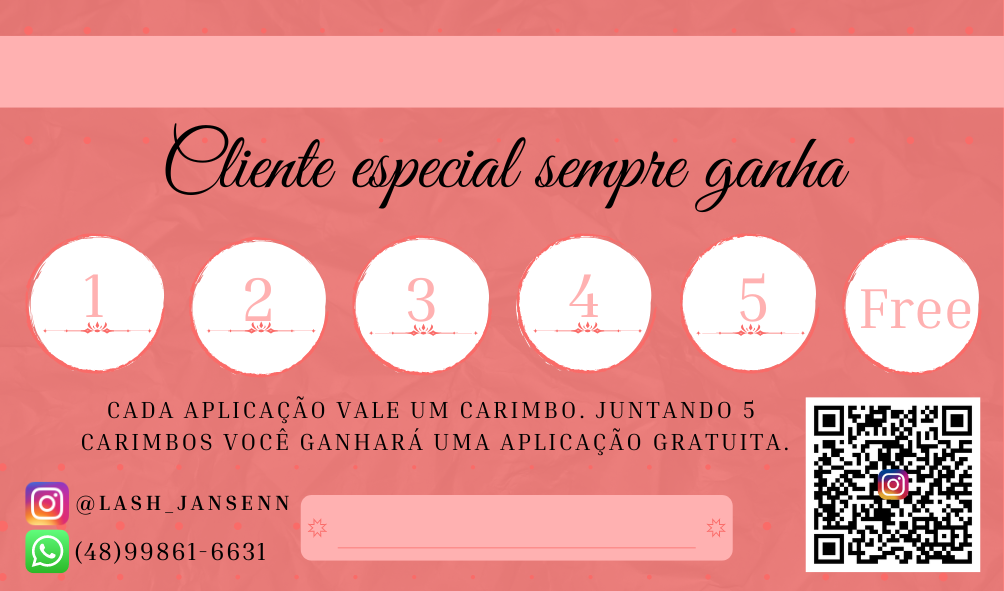 Cliente especial sempre ganha
1 2 3 4 5 Free
CADA APLICAÇÃO VALE UM CARIMBO. JUNTANDO 5
CARIMBOS VOCÊ GANHARÁ UMA APLICAÇÃO GRATUITA.
@LASH_JANSENN
(48)99861-6631